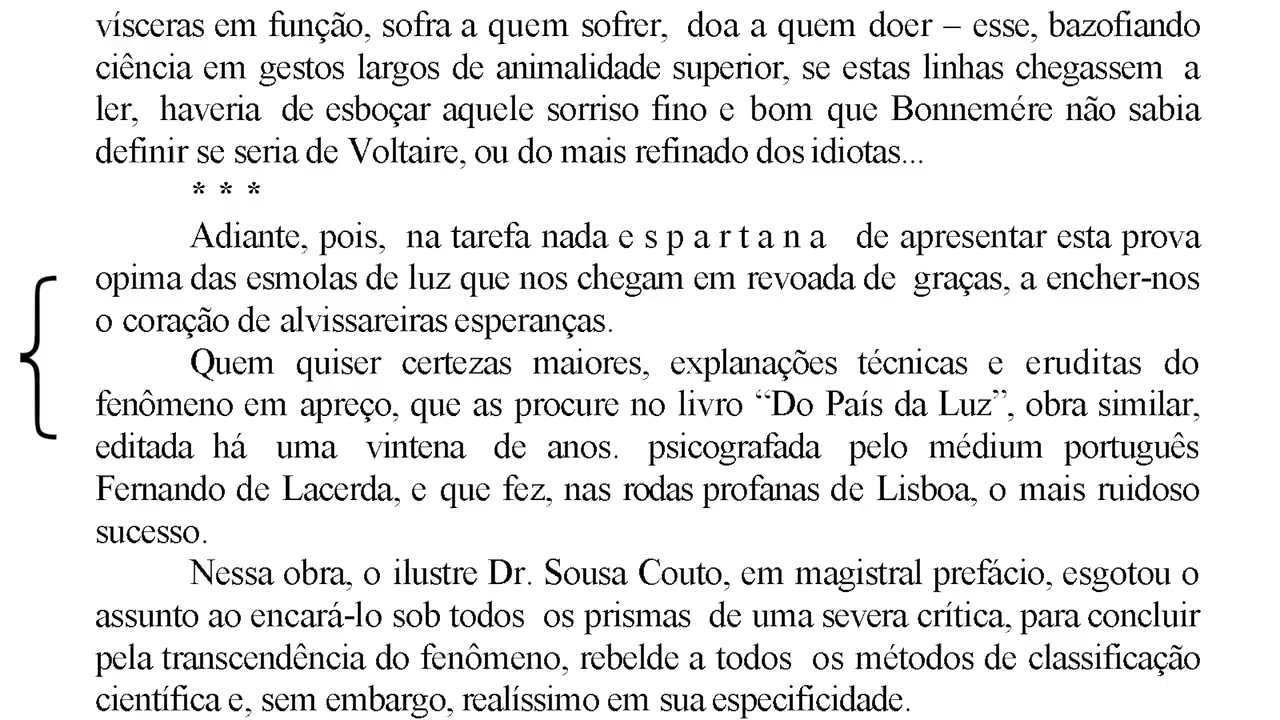 vísceras em função, sofra a quem sofrer, doa a quem doer – esse, bazofiando
ciência em gestos largos de animalidade superior, se estas linhas chegassem a
ler, haveria de esboçar aquele sorriso fino e bom que Bonnemére não sabia
definir se seria de Voltaire, ou do mais refinado dos idiotas...
* * *
Adiante, pois, na tarefa nada e s p a r t a n a de apresentar esta prova
opima das esmolas de luz que nos chegam em revoada de graças, a encher-nos
o coração de alvissareiras esperanças.
Quem quiser certezas maiores, explanações técnicas e eruditas do
fenômeno em apreço, que as procure no livro “Do País da Luz”, obra similar,
editada há uma vintena de anos. psicografada pelo médium português
Fernando de Lacerda, e que fez, nas rodas profanas de Lisboa, o mais ruidoso
sucesso.
Nessa obra, o ilustre Dr. Sousa Couto, em magistral prefácio, esgotou o
assunto ao encará-lo sob todos os prismas de uma severa crítica, para concluir
pela transcendência do fenômeno, rebelde a todos os métodos de classificação
científica e, sem embargo, realíssimo em sua especificidade.